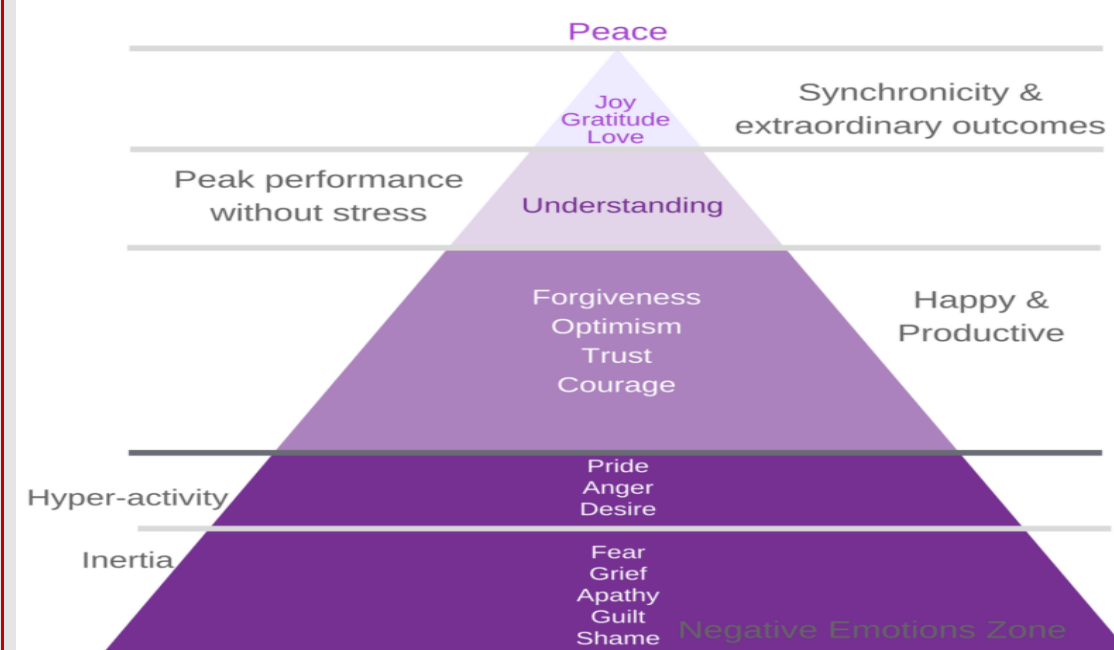 Peace
Joy
Gratitude
Love
Synchronicity &
extraordinary outcomes
Peak performance
without stress
Understanding
Forgiveness
Optimism
Trust
Courage
Happy &
Productive
Pride
Anger
Desire
Hyper-activity
Inertia
Fear
Grief
Apathy
Guilt
Shame
Negative Emotions Zone